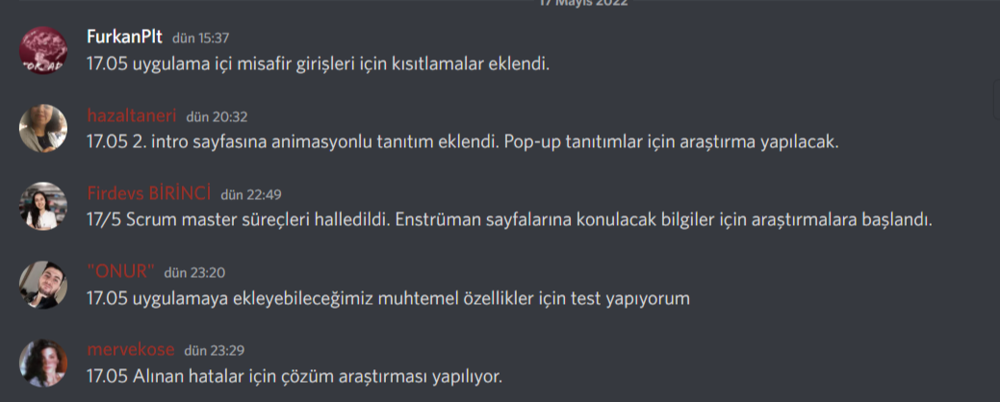 17 Mayıs 2022
FurkanPlt dün 15:37
17.05 uygulama içi misafir girişleri için kısıtlamalar eklendi.
hazaltaneri dün 20:32
17.05 2. intro sayfasına animasyonlu tanıtım eklendi. Pop-up tanıtımlar için araştırma yapılacak.
Firdevs BİRİNCİ dün 22:49
17/5 Scrum master süreçleri halledildi. Enstrüman sayfalarına konulacak bilgiler için araştırmalara başlandı.
"ONUR" dün 23:20
17.05 uygulamaya ekleyebileceğimiz muhtemel özellikler için test yapıyorum
mervekose dün 23:29
17.05 Alınan hatalar için çözüm araştırması yapılıyor.